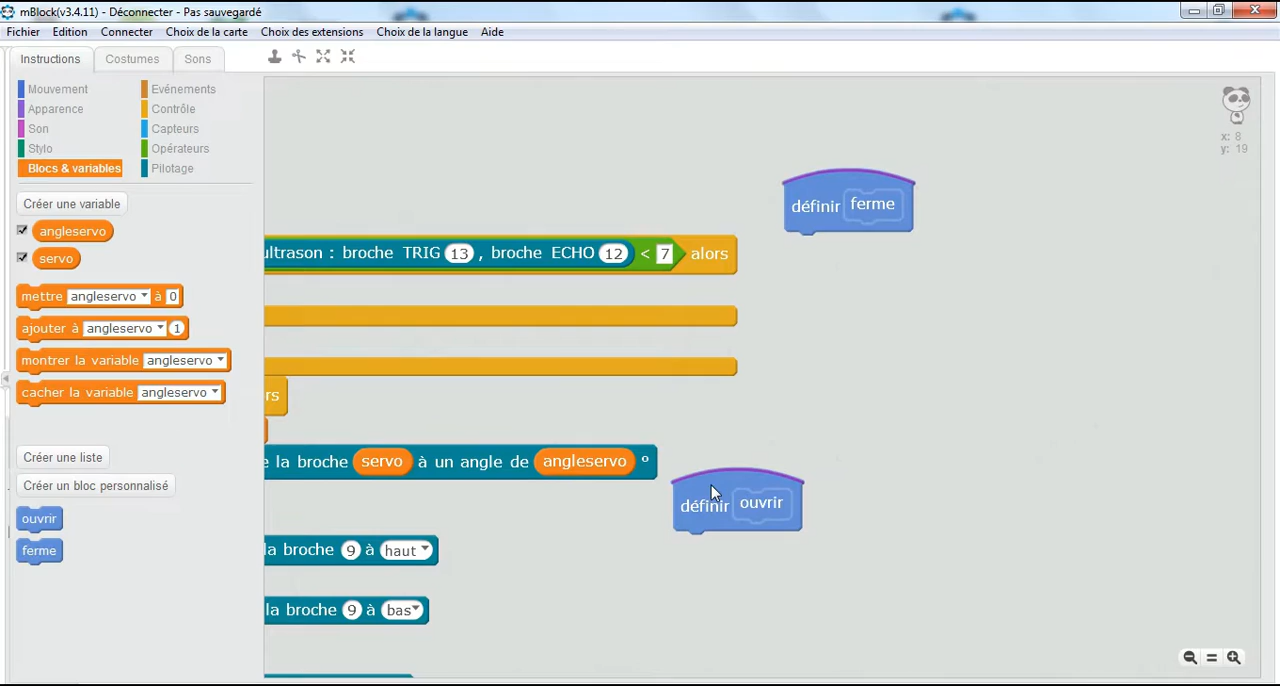 mBlock(v3.4.11) - Déconnecter - Pas sauvegardé
Fichier Edition Connecter Choix de la carte Choix des extensions Choix de la langue Aide
Instructions Costumes Sons
Mouvement
Apparence
Son
Stylo
Blocs & variables
Evénements
Contrôle
Capteurs
Opérateurs
Pilotage
Créer une variable
angleservo
servo
mettre angleservo à 0
ajouter à angleservo 1
montrer la variable angleservo
cacher la variable angleservo
Créer une liste
Créer un bloc personnalisé
ouvrir
ferme
x: 8
y: 19
définir ferme
ultrason : broche TRIG 13 , broche ECHO 12 < 7 alors
rs
e la broche servo à un angle de angleservo º
définir ouvrir
la broche 9 à haut
la broche 9 à bas